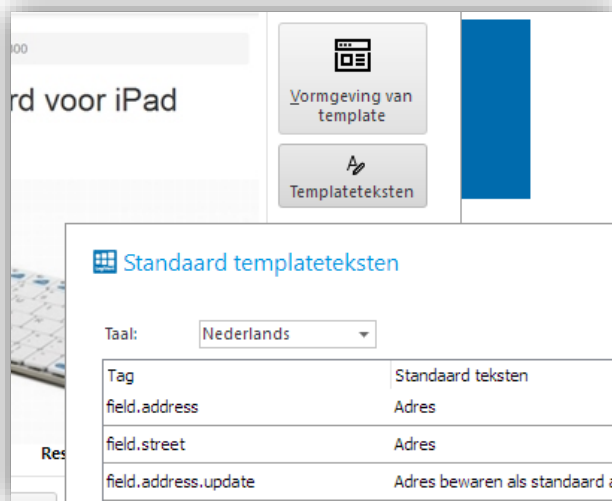 300
rd voor iPad
Vormgeving van
template
Templateteksten
Standaard templateteksten
Taal: Nederlands
Tag Standaard teksten
field.address Adres
field.street Adres
Res
field.address.update Adres bewaren als standaard a